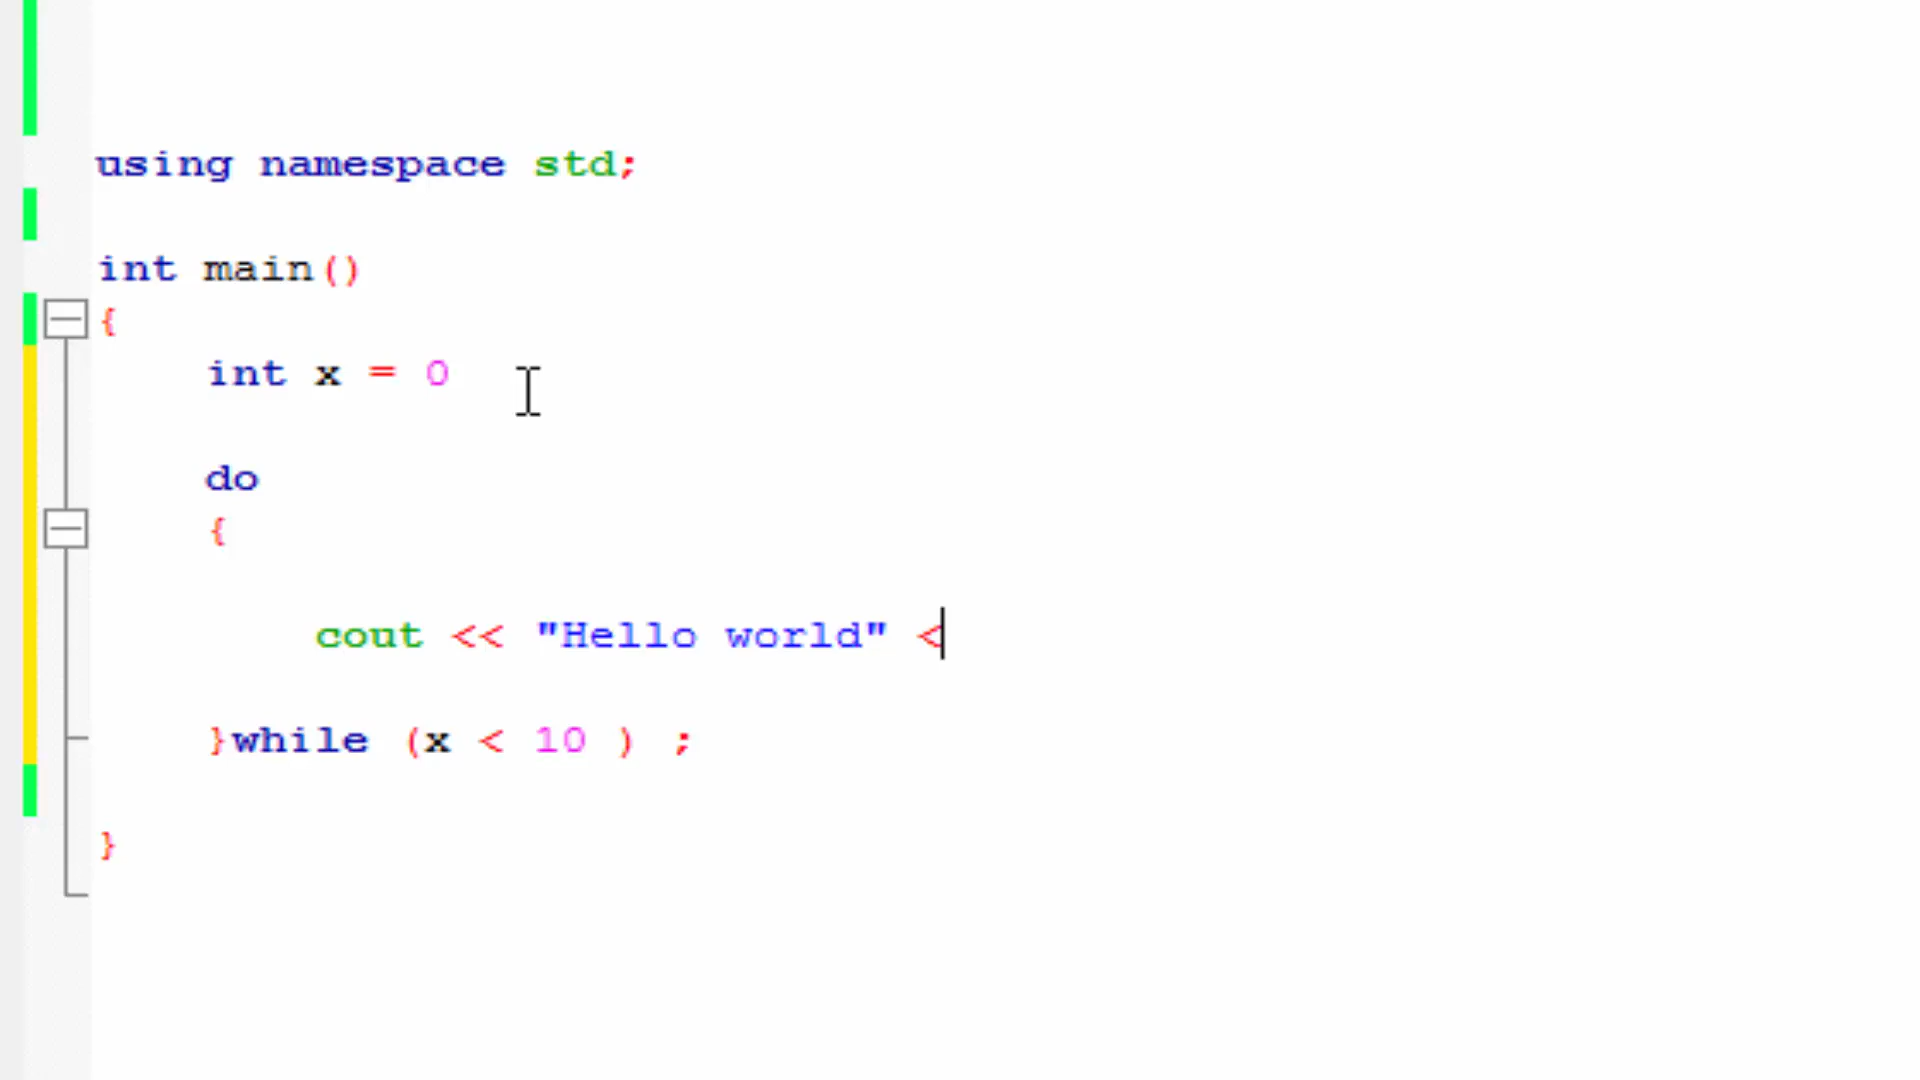 using namespace std;
int main()
{
int x = 0
do
{
cout << "Hello world" <
}while (x < 10 ) ;
}